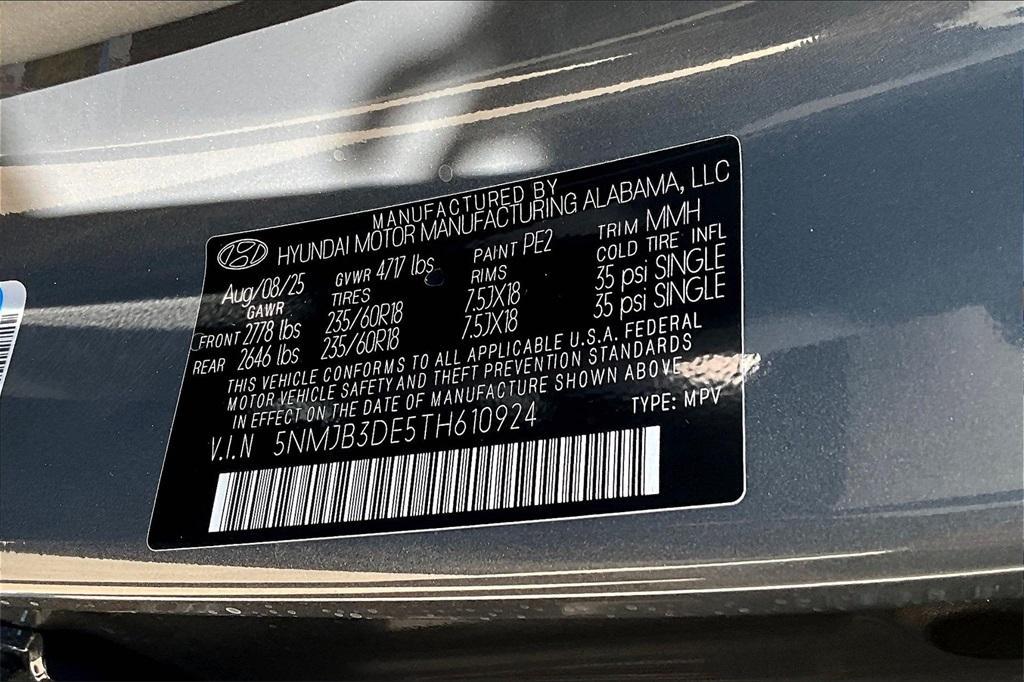 MANUFACTURED BY
HYUNDAI MOTOR MANUFACTURING ALABAMA, LLC
Aug/08/25 GVWR 4717 lbs PAINT PE2 TRIM MMH
GAWR TIRES RIMS COLD TIRE INFL
FRONT 2778 lbs 235/60R18 7.5JX18 35 psi SINGLE
REAR 2646 lbs 235/60R18 7.5JX18 35 psi SINGLE
THIS VEHICLE CONFORMS TO ALL APPLICABLE U.S.A. FEDERAL
MOTOR VEHICLE SAFETY AND THEFT PREVENTION STANDARDS
IN EFFECT ON THE DATE OF MANUFACTURE SHOWN ABOVE
V.I.N 5NMJB3DE5TH610924 TYPE: MPV